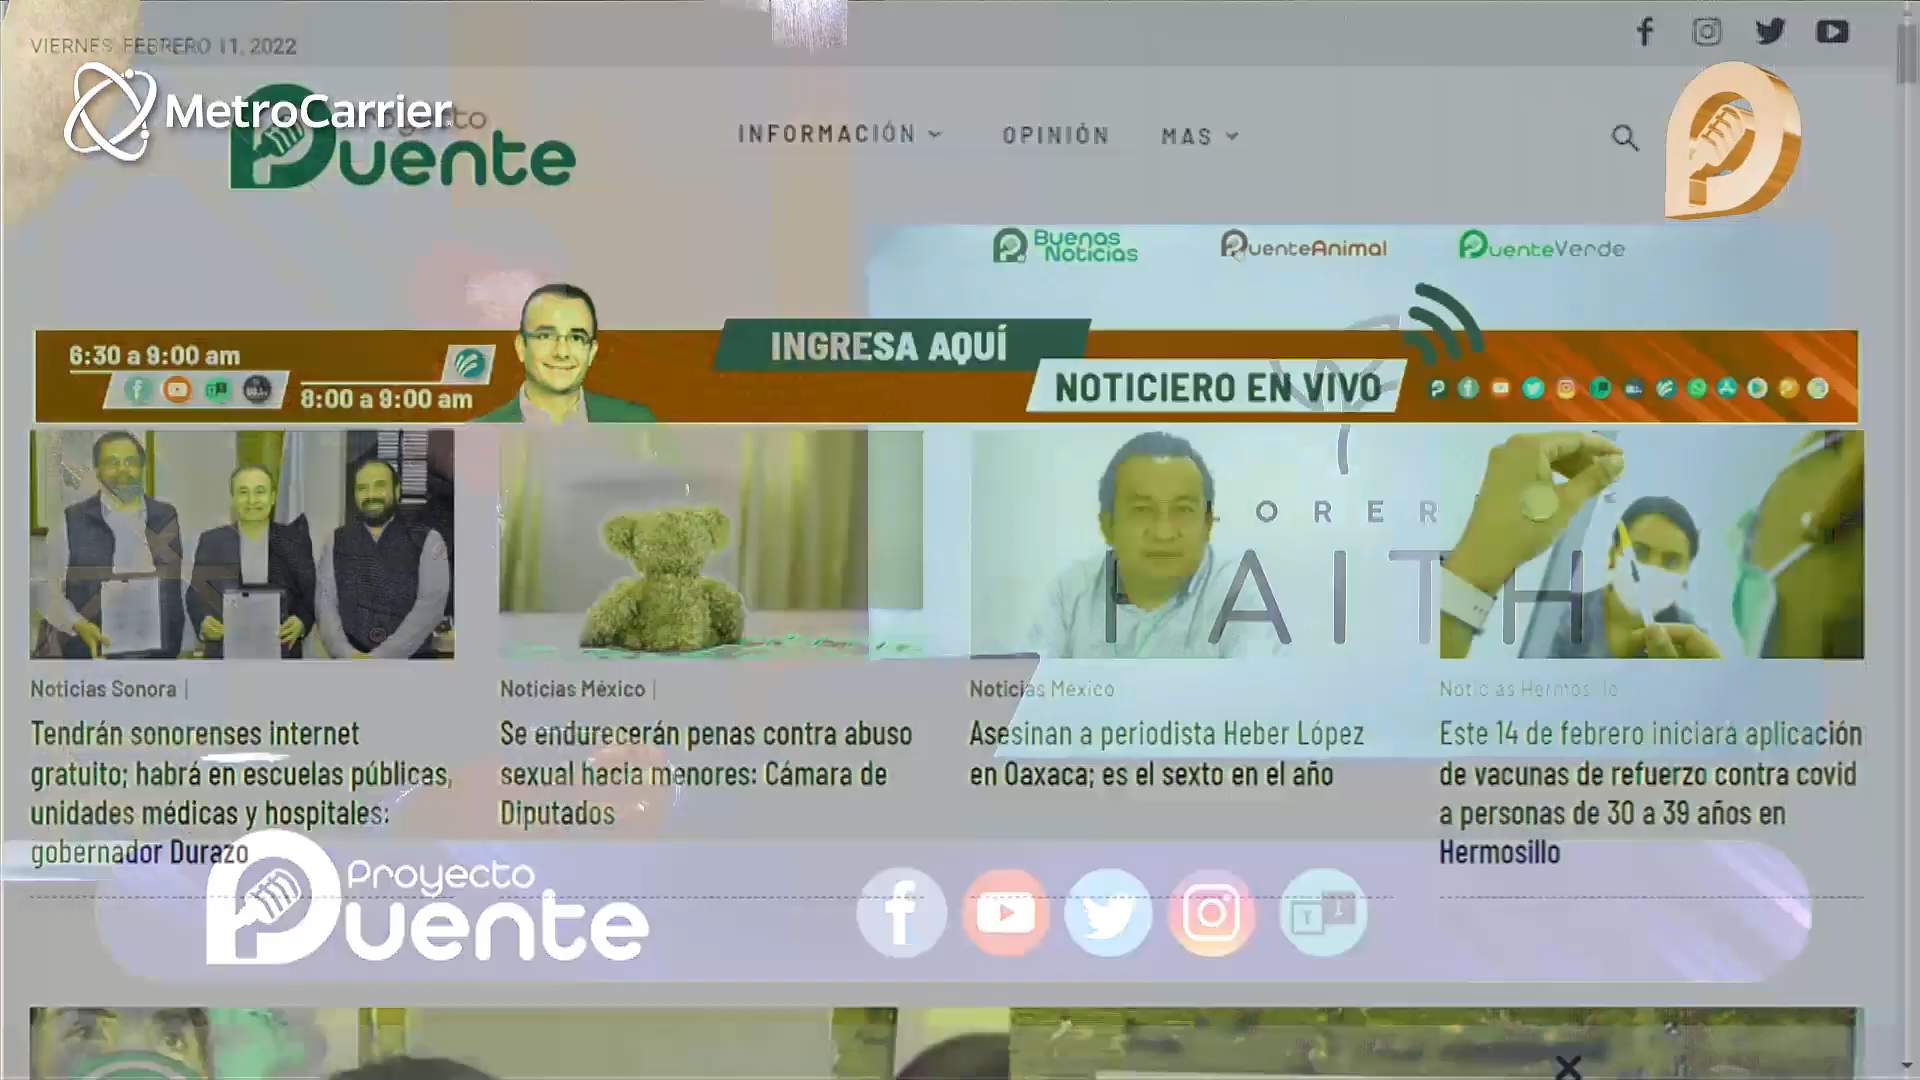 VIERNES, FEBRERO 11, 2022
MetroCarrier
Proyecto
Puente
INFORMACIÓN
OPINIÓN
MAS
Buenas
Noticias
PuenteAnimal
PuenteVerde
6:30 a 9:00 am
8:00 a 9:00 am
INGRESA AQUÍ
NOTICIERO EN VIVO
LORER
FAITH
Noticias Sonora |
Tendrán sonorenses internet
gratuito; habrá en escuelas públicas,
unidades médicas y hospitales:
gobernador Durazo
Noticias México |
Se endurecerán penas contra abuso
sexual hacia menores: Cámara de
Diputados
Noticias México
Asesinan a periodista Heber López
en Oaxaca; es el sexto en el año
Noticias Hermosillo
Este 14 de febrero iniciará aplicación
de vacunas de refuerzo contra covid
a personas de 30 a 39 años en
Hermosillo
Proyecto
Puente